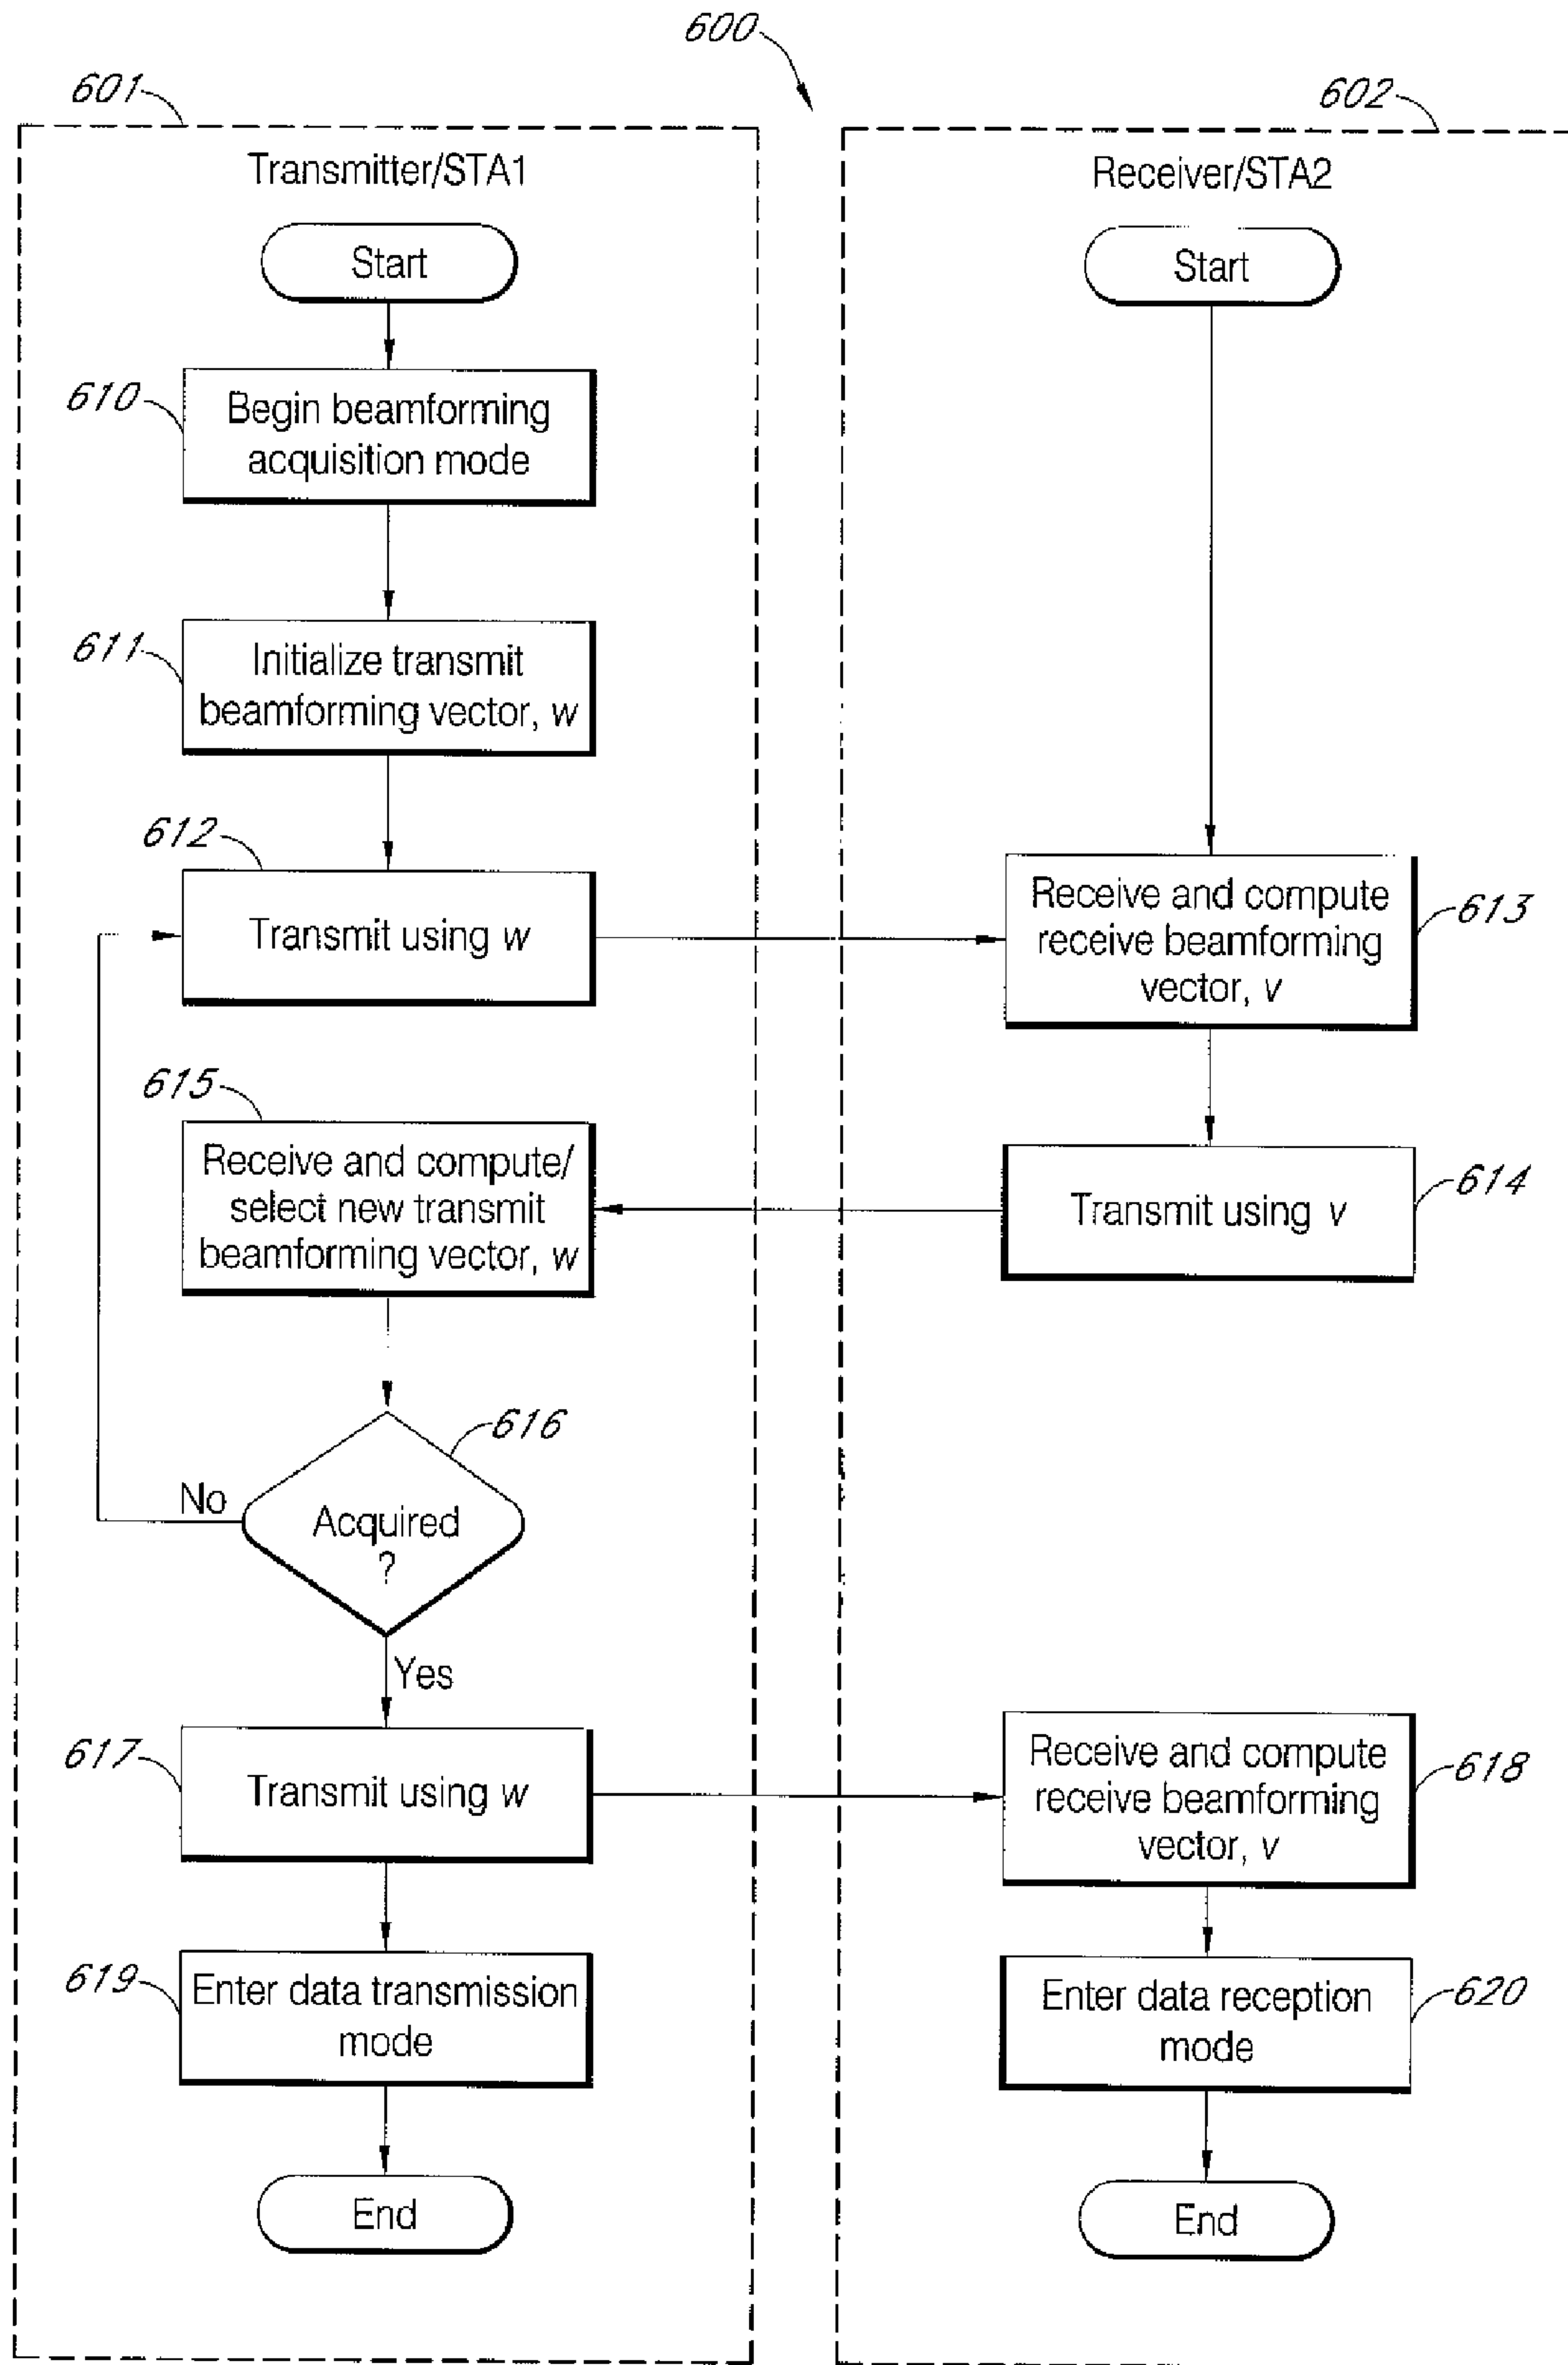 600
601
602
Transmitter/STA1
Receiver/STA2
Start
Start
610
Begin beamforming
acquisition mode
611
Initialize transmit
beamforming vector, w
612
Transmit using w
Receive and compute
receive beamforming
vector, v
613
615
Receive and compute/
select new transmit
beamforming vector, w
Transmit using v
614
616
No
Acquired
?
Yes
617
Transmit using w
Receive and compute
receive beamforming
vector, v
618
619
Enter data transmission
mode
Enter data reception
mode
620
End
End